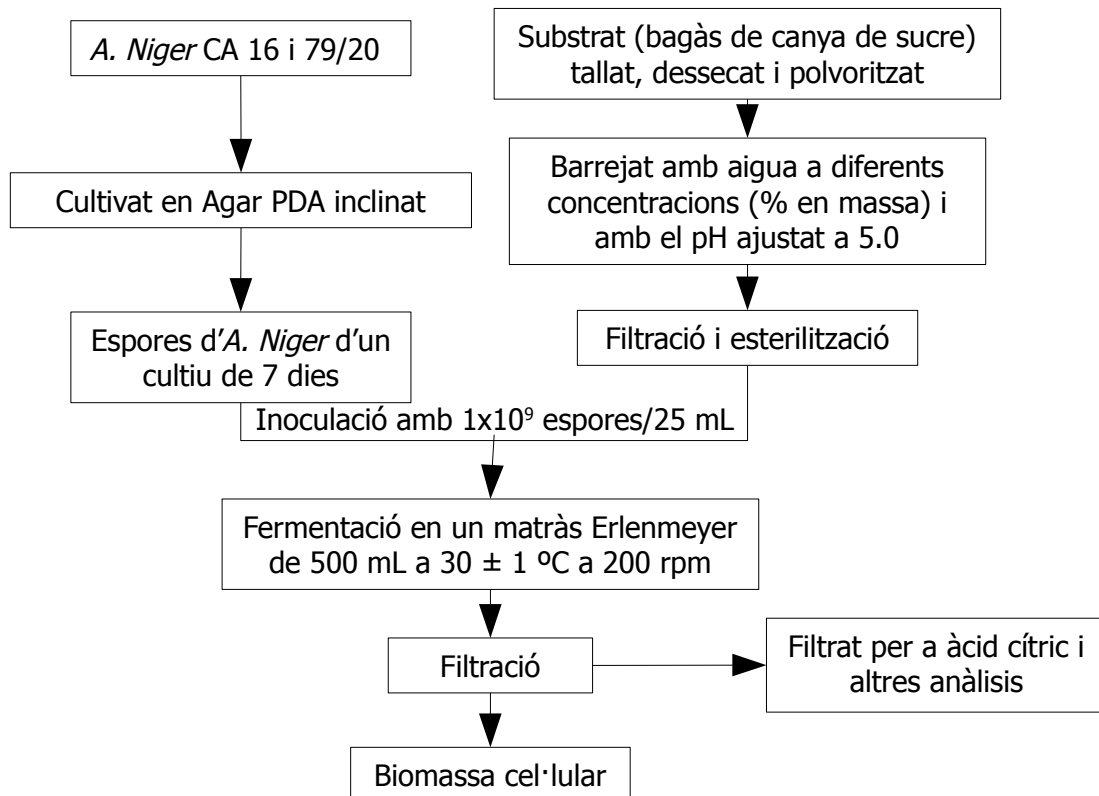 A. Niger CA 16 i 79/20
Substrat (bagàs de canya de sucre)
tallat, dessecat i polvoritzat
Cultivat en Agar PDA inclinat
Barrejat amb aigua a diferents
concentracions (% en massa) i
amb el pH ajustat a 5.0
Espores d'A. Niger d'un
cultiu de 7 dies
Filtració i esterilització
Inoculació amb 1x10⁹ espores/25 mL
Fermentació en un matràs Erlenmeyer
de 500 mL a 30 ± 1 ºC a 200 rpm
Filtració
Filtrat per a àcid cítric i
altres anàlisis
Biomassa cel·lular